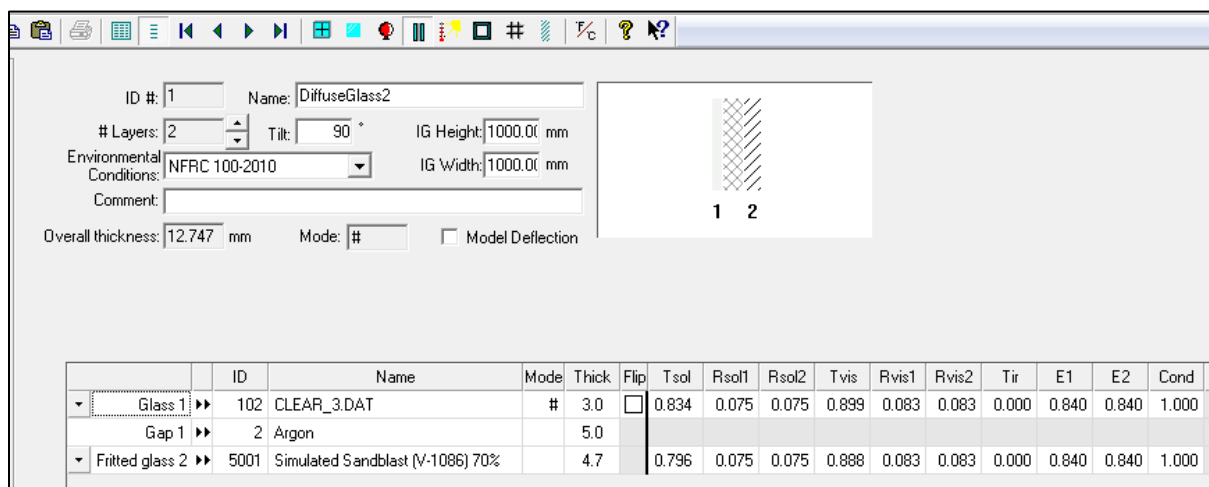 F/C ? ?
ID #: 1 Name: DiffuseGlass2
# Layers: 2 Tilt: 90 ° IG Height: 1000.0( mm
Environmental Conditions: NFRC 100-2010 IG Width: 1000.0( mm
Comment:
1 2
Overall thickness: 12.747 mm Mode: # Model Deflection
ID Name Mode Thick Flip Tsol Rsol1 Rsol2 Tvis Rvis1 Rvis2 Tir E1 E2 Cond
Glass 1 102 CLEAR_3.DAT # 3.0 0.834 0.075 0.075 0.899 0.083 0.083 0.000 0.840 0.840 1.000
Gap 1 2 Argon 5.0
Fritted glass 2 5001 Simulated Sandblast (V-1086) 70% 4.7 0.796 0.075 0.075 0.888 0.083 0.083 0.000 0.840 0.840 1.000